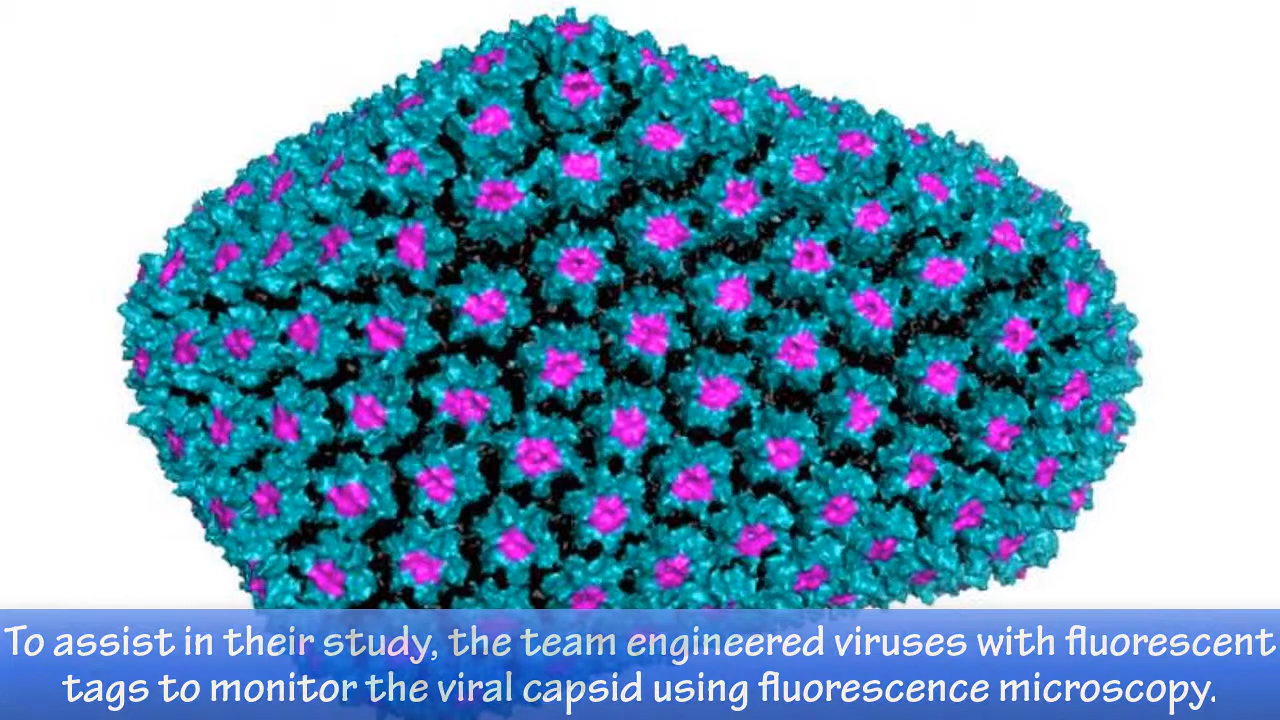 To assist in their study, the team engineered viruses with fluorescent
tags to monitor the viral capsid using fluorescence microscopy.